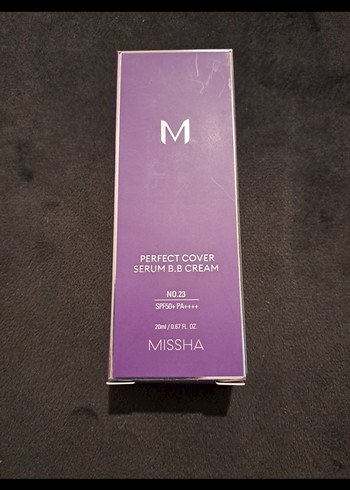 M
PERFECT COVER
SERUM B.B CREAM
NO.23
SPF50+ PA++++
20ml / 0.67 FL. OZ.
MISSHA